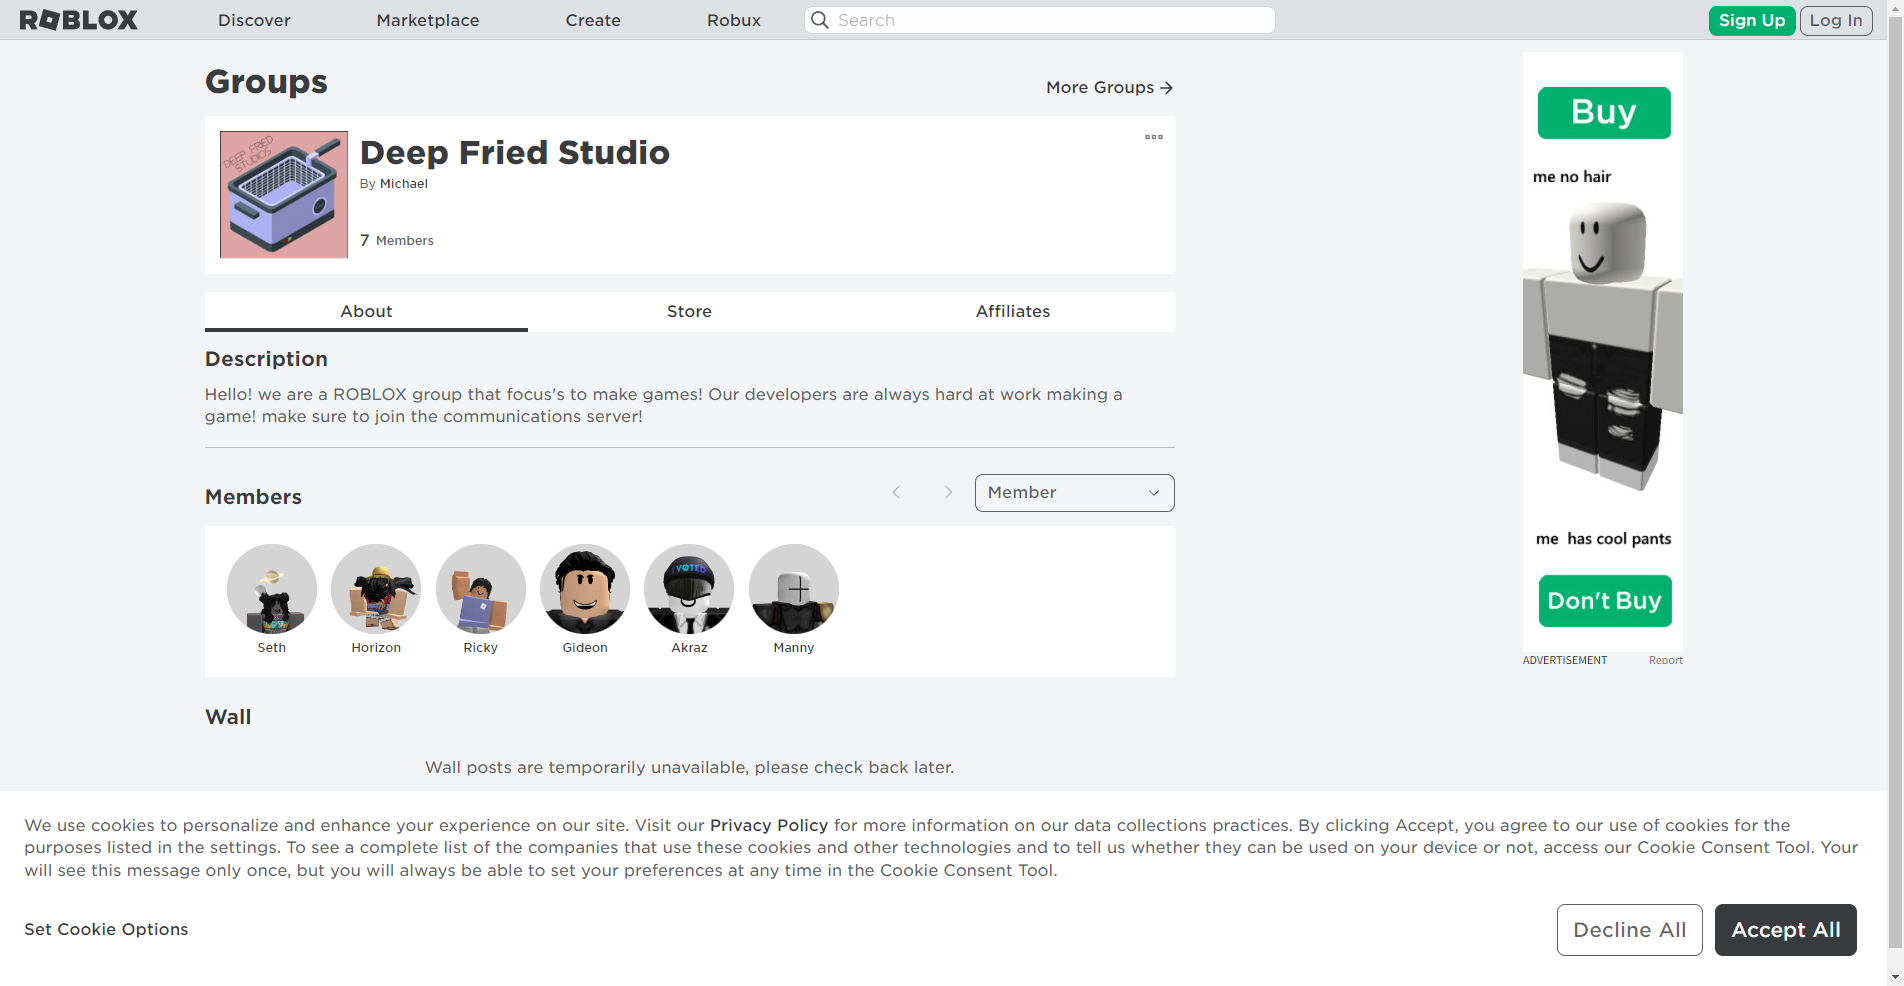 ROBLOX
Discover
Marketplace
Create
Robux
Search
Sign Up
Log In
Groups
More Groups
DEEP FRIED
STUDIOS
Deep Fried Studio
By Michael
7 Members
About
Store
Affiliates
Description
Hello! we are a ROBLOX group that focus's to make games! Our developers are always hard at work making a
game! make sure to join the communications server!
Members
Member
I VOTED
Seth
Horizon
Ricky
Gideon
Akraz
Manny
Wall
Wall posts are temporarily unavailable, please check back later.
Buy
me no hair
me has cool pants
Don't Buy
ADVERTISEMENT
Report
We use cookies to personalize and enhance your experience on our site. Visit our Privacy Policy for more information on our data collections practices. By clicking Accept, you agree to our use of cookies for the
purposes listed in the settings. To see a complete list of the companies that use these cookies and other technologies and to tell us whether they can be used on your device or not, access our Cookie Consent Tool. Your
will see this message only once, but you will always be able to set your preferences at any time in the Cookie Consent Tool.
Set Cookie Options
Decline All
Accept All